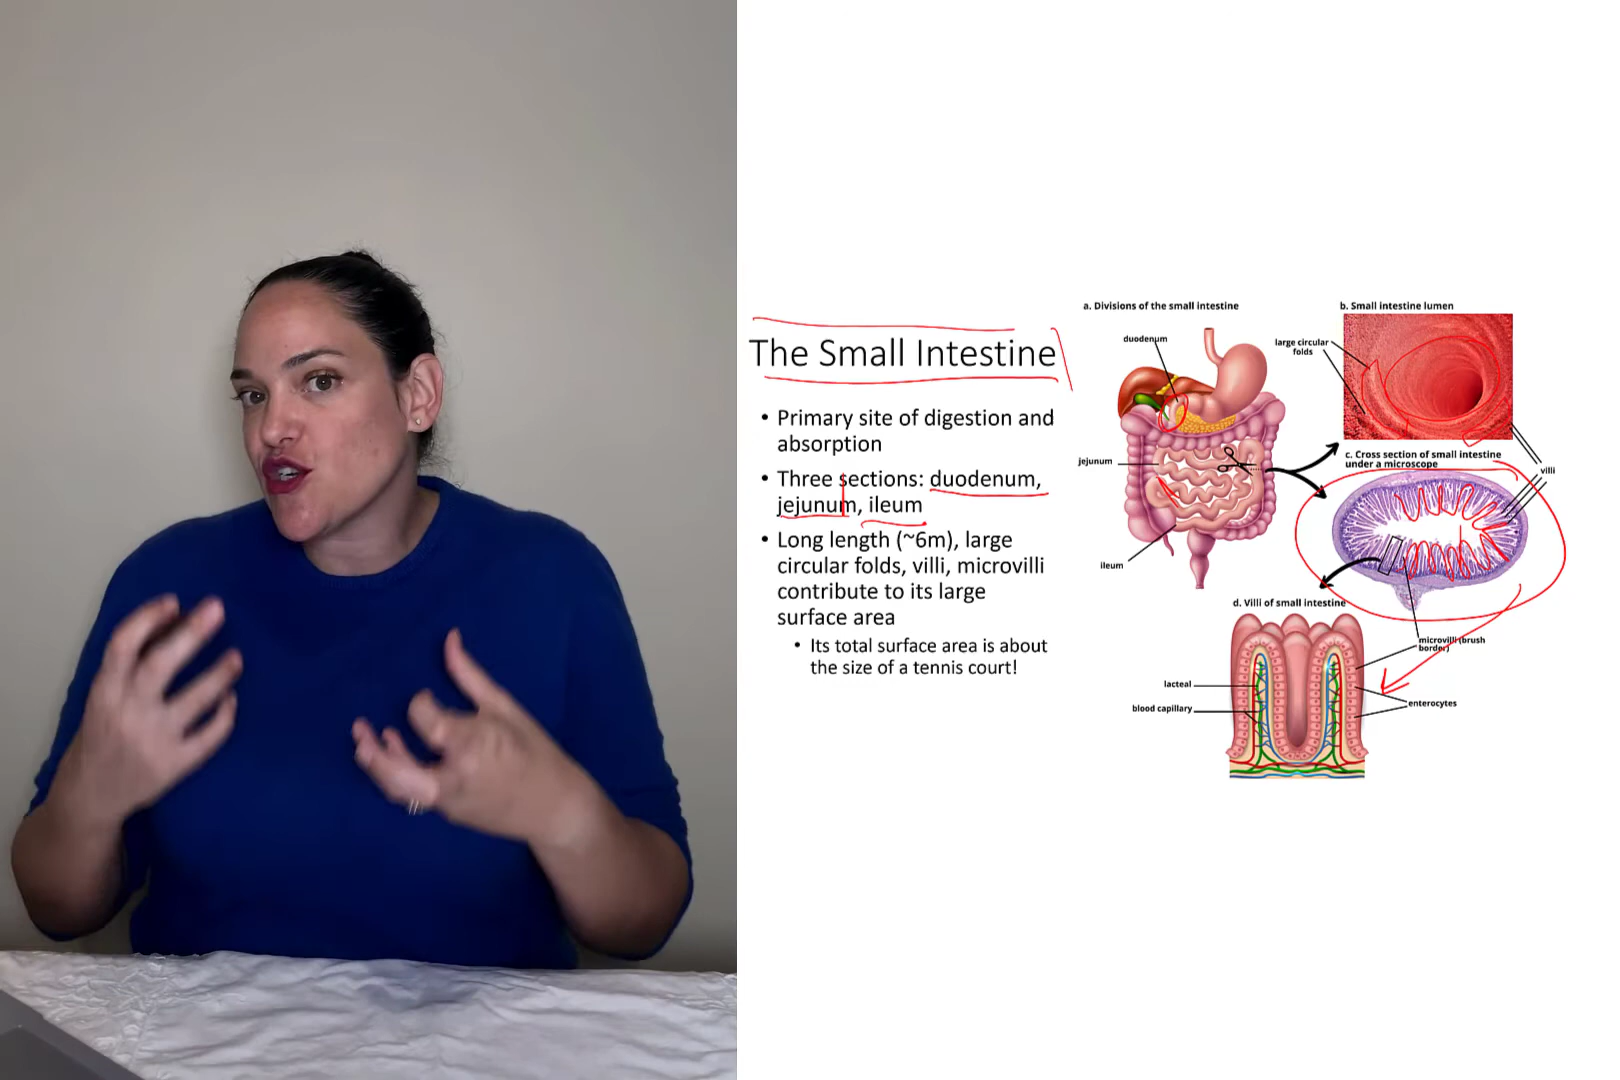 The Small Intestine
• Primary site of digestion and
absorption
• Three sections: duodenum,
jejunum, ileum
• Long length (~6m), large
circular folds, villi, microvilli
contribute to its large
surface area
• Its total surface area is about
the size of a tennis court!
a. Divisions of the small intestine
duodenum
jejunum
ileum
b. Small intestine lumen
large circular
folds
c. Cross section of small intestine
under a microscope
villi
d. Villi of small intestine
microvilli (brush
border)
lacteal
blood capillary
enterocytes